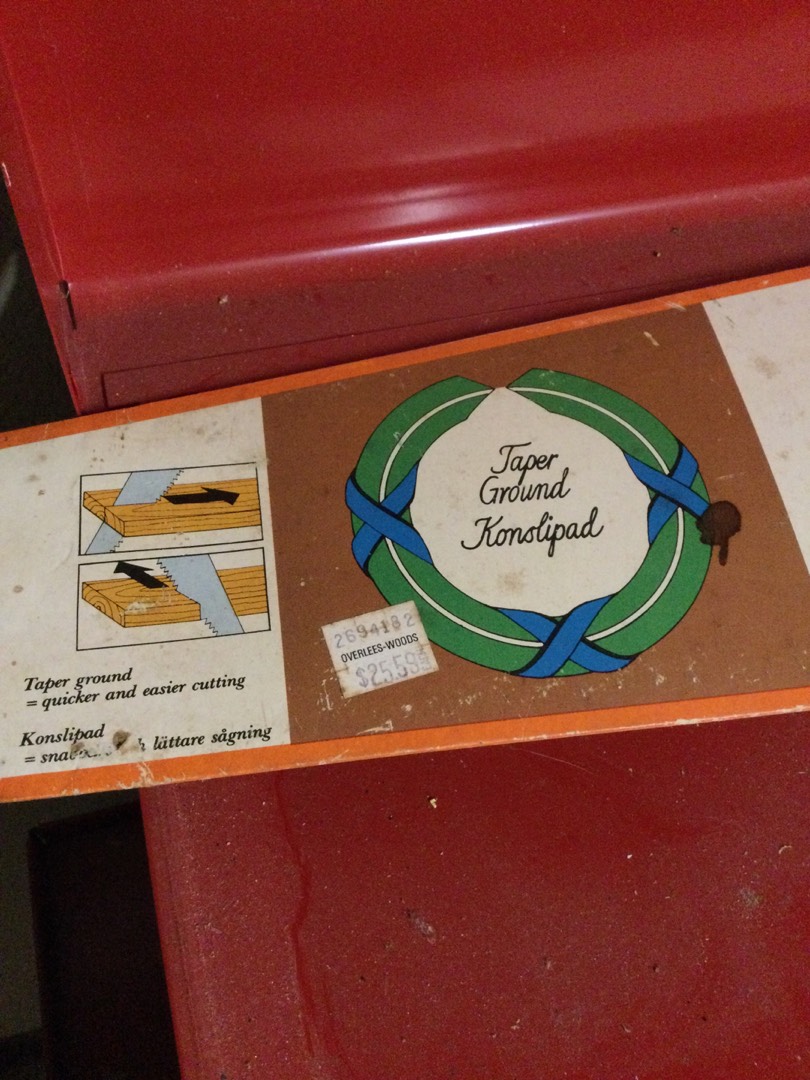 Taper
Ground
Konslipad
2694182
OVERLEES-WOODS
$25.59
Taper ground
= quicker and easier cutting
Konslipad
= lättare sågning